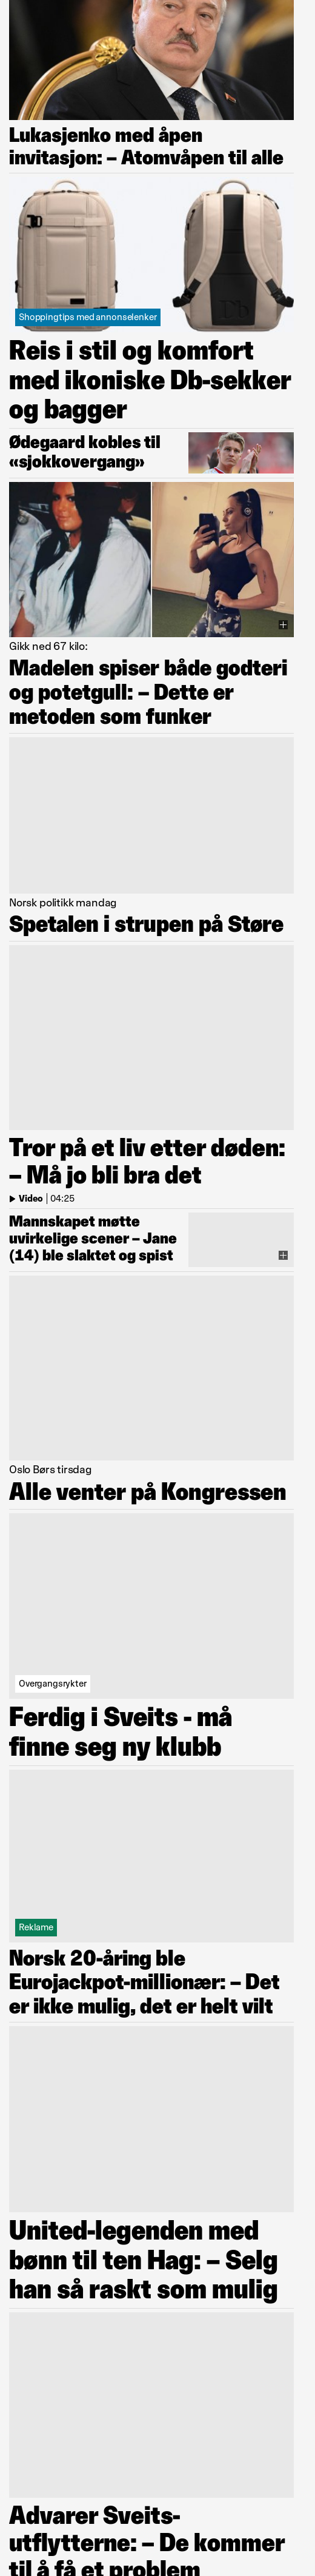 Lukasjenko med åpen
invitasjon: – Atomvåpen til alle
Db
Shoppingtips med annonselenker
Reis i stil og komfort
med ikoniske Db-sekker
og bagger
Ødegaard kobles til
«sjokkovergang»
Gikk ned 67 kilo:
Madelen spiser både godteri
og potetgull: – Dette er
metoden som funker
Norsk politikk mandag
Spetalen i strupen på Støre
Tror på et liv etter døden:
– Må jo bli bra det
Video | 04:25
Mannskapet møtte
uvirkelige scener – Jane
(14) ble slaktet og spist
Oslo Børs tirsdag
Alle venter på Kongressen
Overgangsrykter
Ferdig i Sveits - må
finne seg ny klubb
Reklame
Norsk 20-åring ble
Eurojackpot-millionær: – Det
er ikke mulig, det er helt vilt
United-legenden med
bønn til ten Hag: – Selg
han så raskt som mulig
Advarer Sveits-
utflytterne: – De kommer
til å få et problem